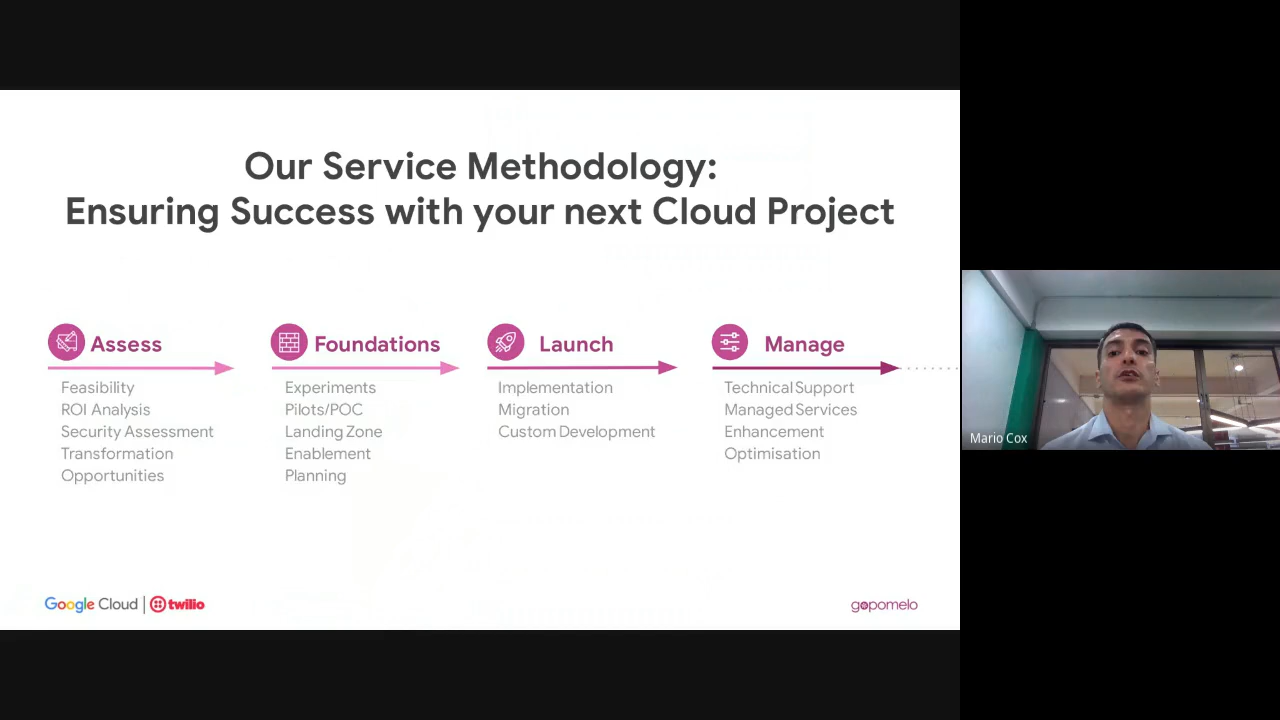 Our Service Methodology:
Ensuring Success with your next Cloud Project
Assess
Feasibility
ROI Analysis
Security Assessment
Transformation
Opportunities
Foundations
Experiments
Pilots/POC
Landing Zone
Enablement
Planning
Launch
Implementation
Migration
Custom Development
Manage
Technical Support
Managed Services
Enhancement
Optimisation
Google Cloud | twilio
gopomelo
Mario Cox